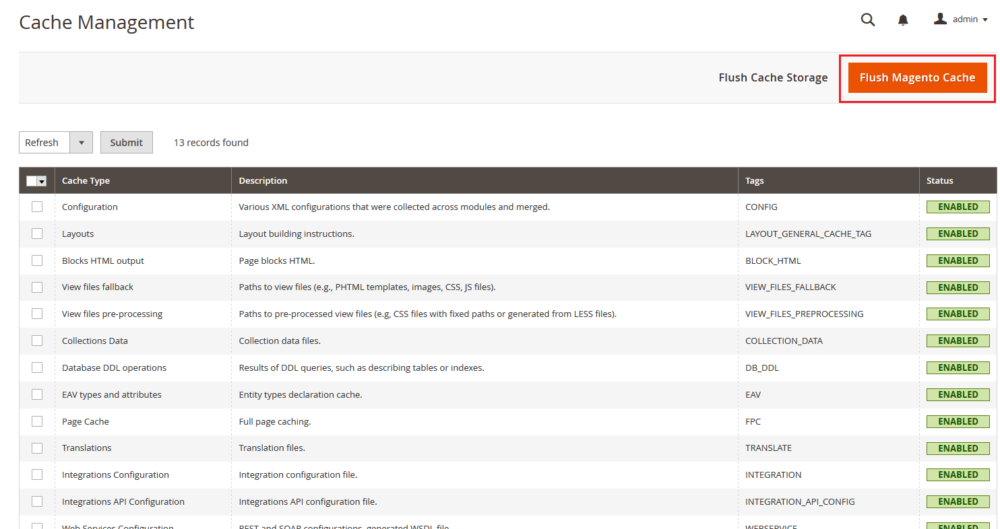 Cache Management
admin
Flush Cache Storage Flush Magento Cache
Refresh Submit 13 records found
Cache Type Description Tags Status
Configuration Various XML configurations that were collected across modules and merged. CONFIG ENABLED
Layouts Layout building instructions. LAYOUT_GENERAL_CACHE_TAG ENABLED
Blocks HTML output Page blocks HTML. BLOCK_HTML ENABLED
View files fallback Paths to view files (e.g., PHTML templates, images, CSS, JS files). VIEW_FILES_FALLBACK ENABLED
View files pre-processing Paths to pre-processed view files (e.g, CSS files with fixed paths or generated from LESS files). VIEW_FILES_PREPROCESSING ENABLED
Collections Data Collection data files. COLLECTION_DATA ENABLED
Database DDL operations Results of DDL queries, such as describing tables or indexes. DB_DDL ENABLED
EAV types and attributes Entity types declaration cache. EAV ENABLED
Page Cache Full page caching. FPC ENABLED
Translations Translation files. TRANSLATE ENABLED
Integrations Configuration Integration configuration file. INTEGRATION ENABLED
Integrations API Configuration Integrations API configuration file. INTEGRATION_API_CONFIG ENABLED
Web Services Configuration REST and SOAP configurations, generated WSDL file. WEBSERVICE ENABLED